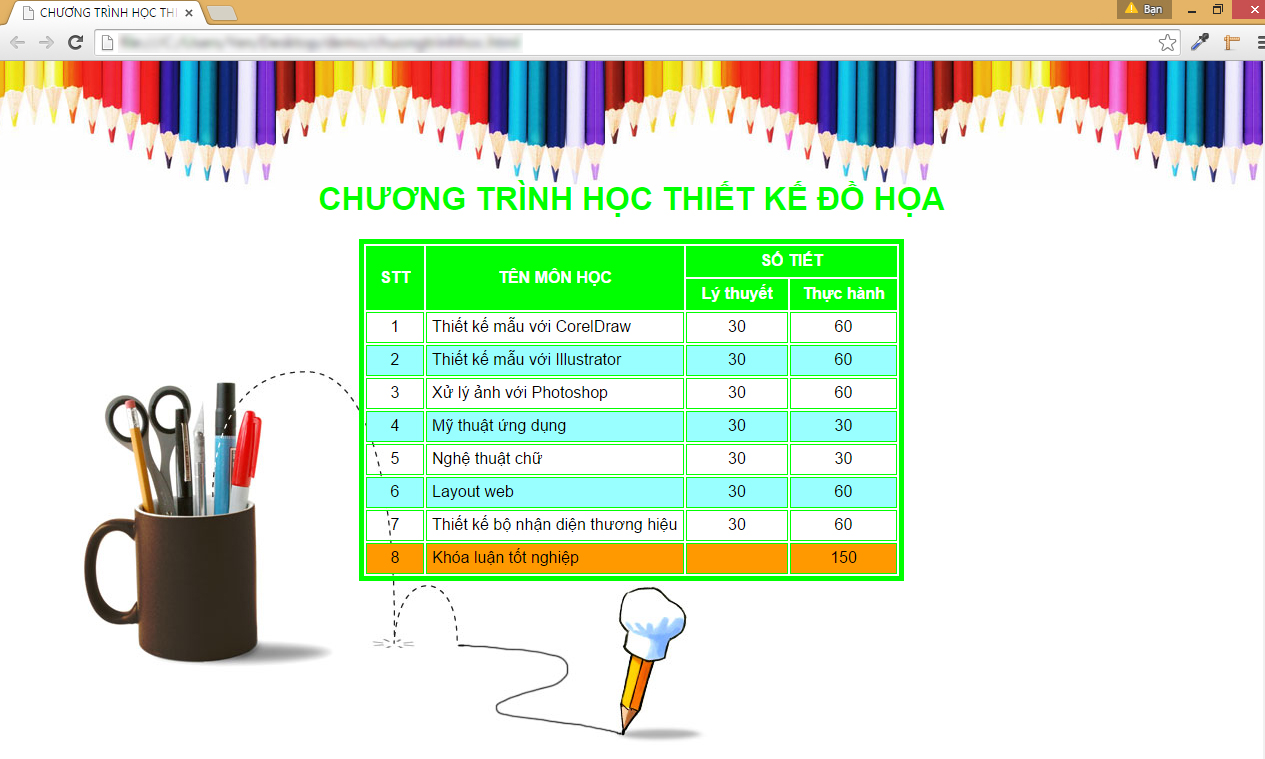 CHƯƠNG TRÌNH HỌC THI
Bạn
CHƯƠNG TRÌNH HỌC THIẾT KẾ ĐỒ HỌA
STT TÊN MÔN HỌC SỐ TIẾT
Lý thuyết Thực hành
1 Thiết kế mẫu với CorelDraw 30 60
2 Thiết kế mẫu với Illustrator 30 60
3 Xử lý ảnh với Photoshop 30 60
4 Mỹ thuật ứng dụng 30 30
5 Nghệ thuật chữ 30 30
6 Layout web 30 60
7 Thiết kế bộ nhân diện thương hiệu 30 60
8 Khóa luận tốt nghiệp 150